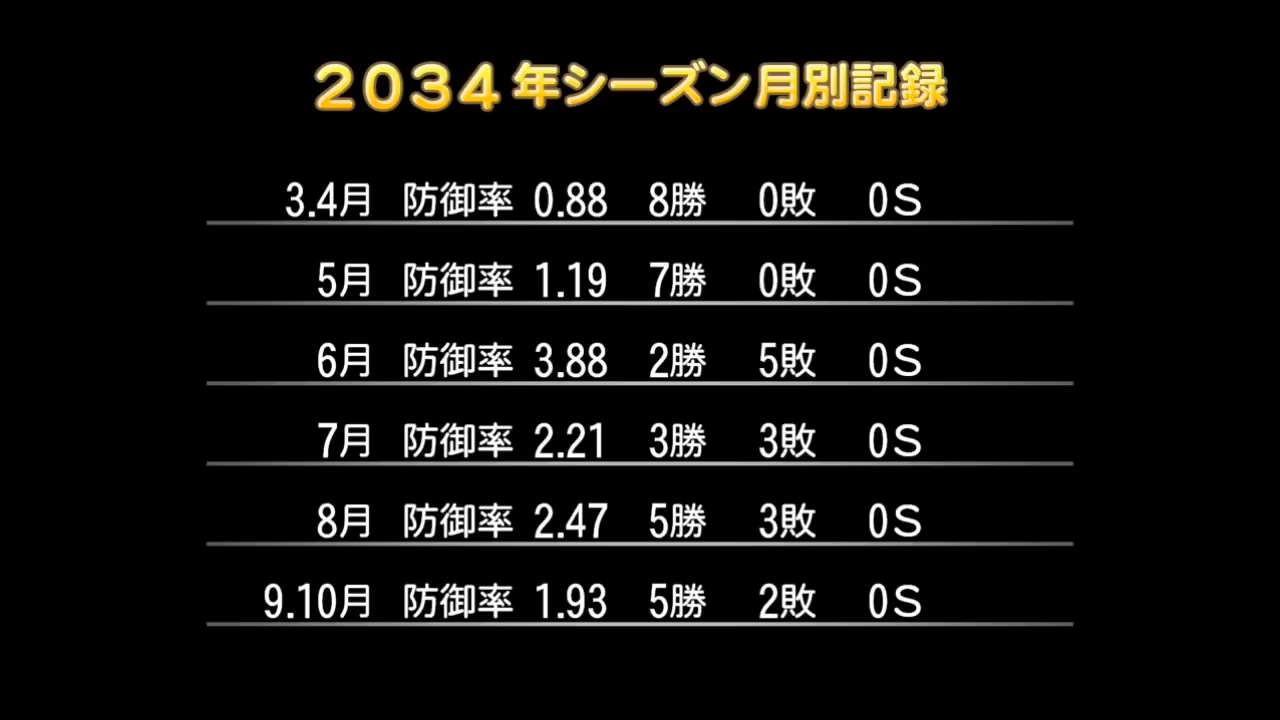 ２０３４年シーズン月別記録
3.4月 防御率 0.88 8勝 0敗 0S
5月 防御率 1.19 7勝 0敗 0S
6月 防御率 3.88 2勝 5敗 0S
7月 防御率 2.21 3勝 3敗 0S
8月 防御率 2.47 5勝 3敗 0S
9.10月 防御率 1.93 5勝 2敗 0S